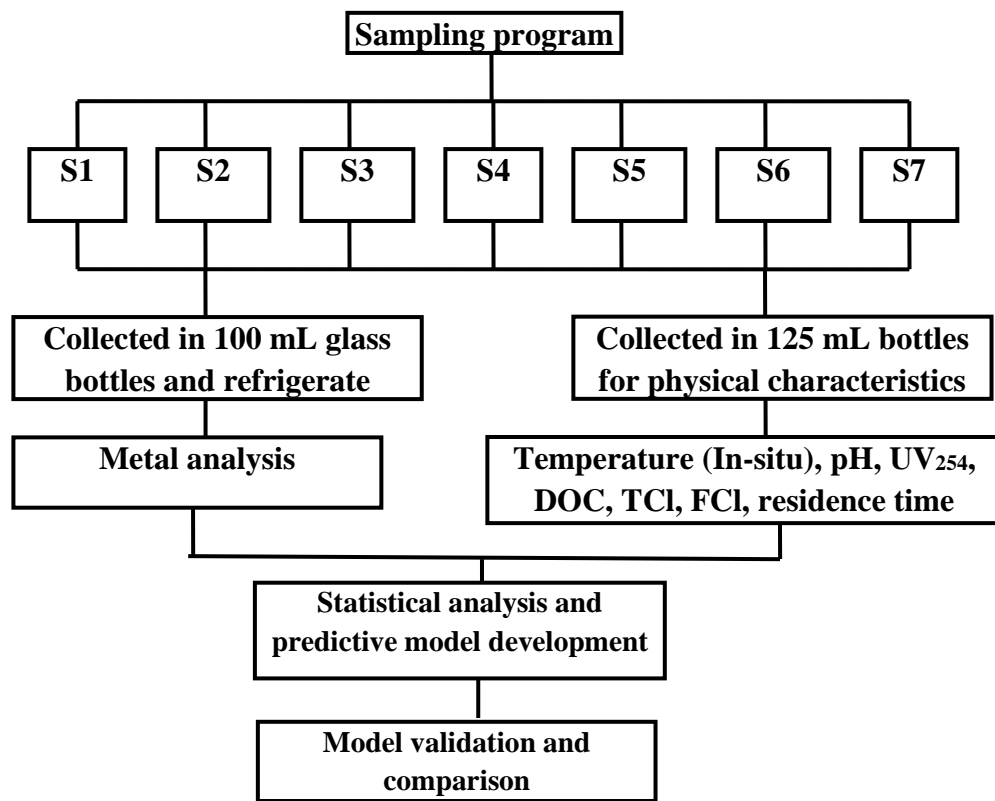 Sampling program
S1
S2
S3
S4
S5
S6
S7
Collected in 100 mL glass
bottles and refrigerate
Collected in 125 mL bottles
for physical characteristics
Metal analysis
Temperature (In-situ), pH, UV₂₅₄,
DOC, TCl, FCl, residence time
Statistical analysis and
predictive model development
Model validation and
comparison